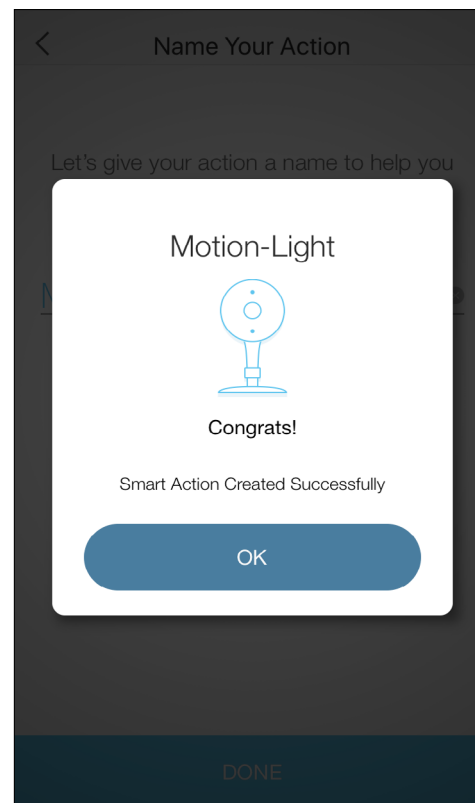 Name Your Action
Let's give your action a name to help you
Motion-Light
Congrats!
Smart Action Created Successfully
OK
DONE